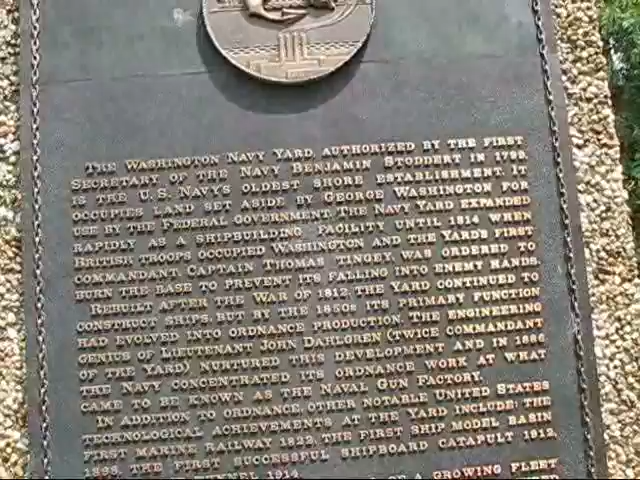 The Washington Navy Yard, authorized by the first
Secretary of the Navy Benjamin Stoddert in 1799,
is the U.S. Navy's oldest shore establishment. It
occupies land set aside by George Washington for
use by the Federal Government. The Navy Yard expanded
rapidly as a shipbuilding facility until 1814 when
British troops occupied Washington and the Yard's first
commandant, Captain Thomas Tingey, was ordered to
burn the base to prevent its falling into enemy hands.
Rebuilt after the War of 1812, the Yard continued to
construct ships, but by the 1850s its primary function
had evolved into ordnance production. The engineering
genius of Lieutenant John Dahlgren (twice commandant
of the Yard) nurtured this development and in 1886
the Navy concentrated its ordnance work at what
came to be known as the Naval Gun Factory.
In addition to ordnance, other notable United States
technological achievements at the Yard include: the
first marine railway 1822, the first ship model basin
1898, the first successful shipboard catapult 1912,
tunnel 1914.
of a growing fleet